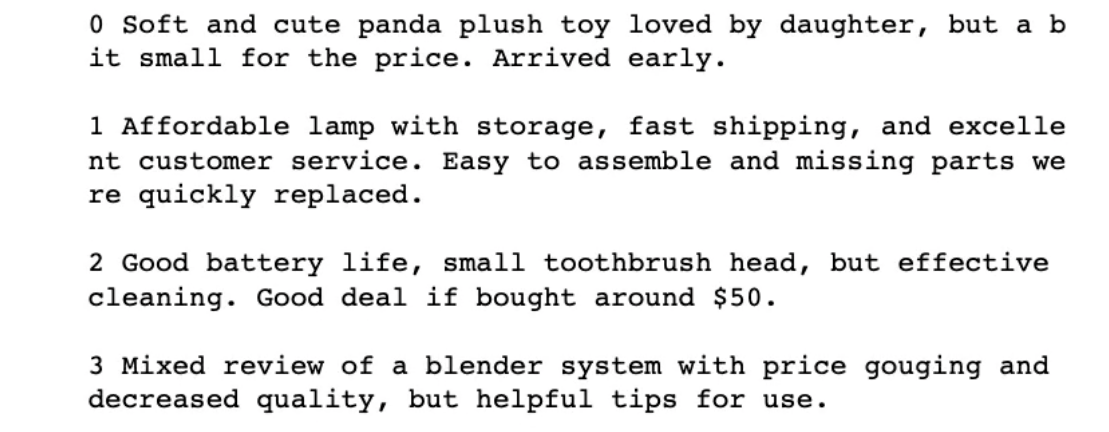 0 Soft and cute panda plush toy loved by daughter, but a b
it small for the price. Arrived early.
1 Affordable lamp with storage, fast shipping, and excelle
nt customer service. Easy to assemble and missing parts we
re quickly replaced.
2 Good battery life, small toothbrush head, but effective
cleaning. Good deal if bought around $50.
3 Mixed review of a blender system with price gouging and
decreased quality, but helpful tips for use.